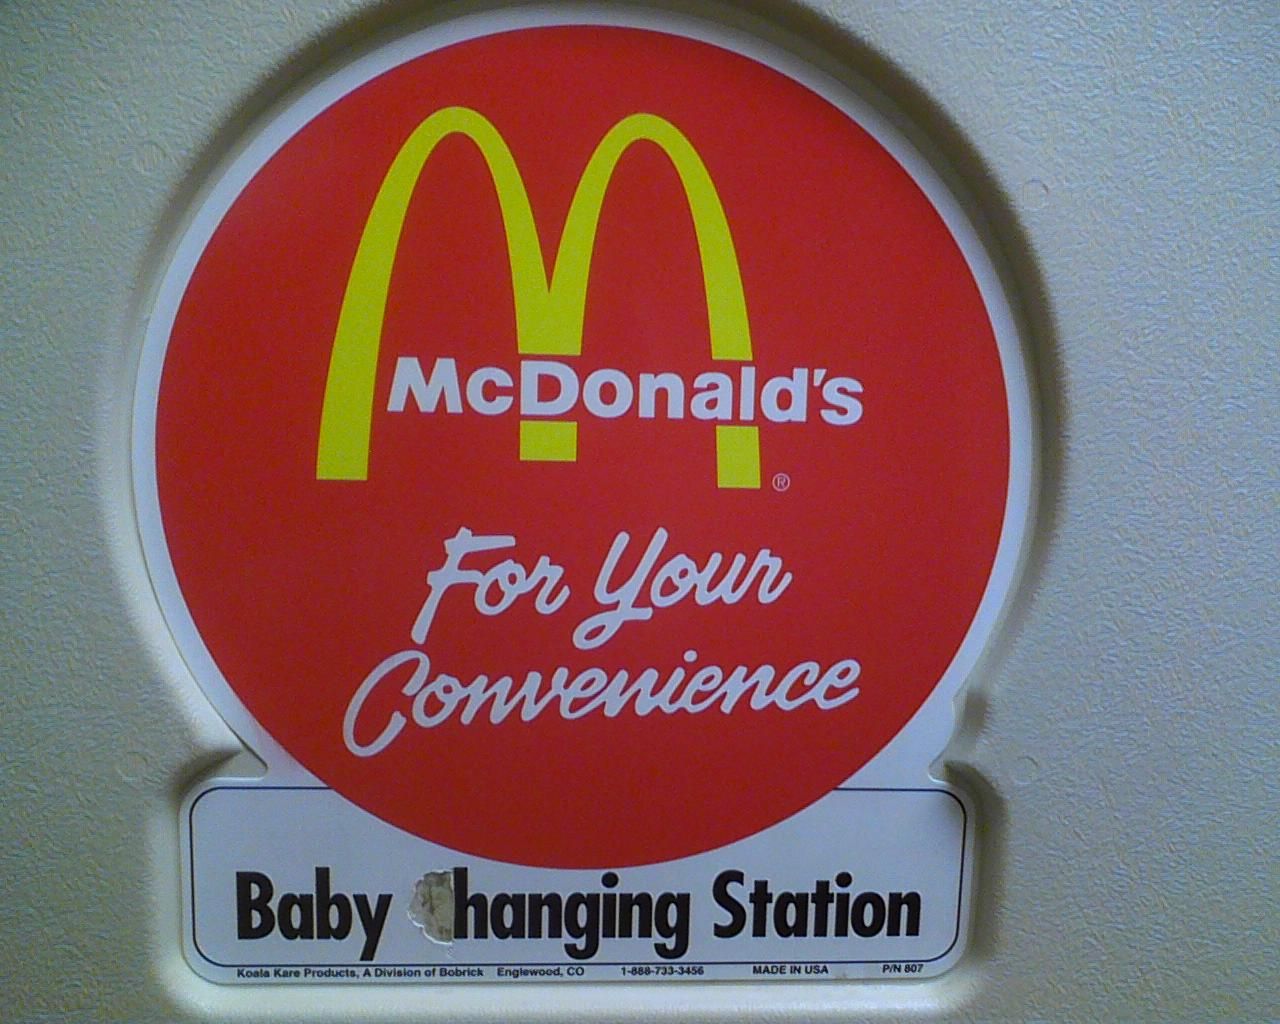 McDonald's
®
For Your
Convenience
Baby hanging Station
Koala Kare Products, A Division of Bobrick Englewood, CO 1-888-733-3456 MADE IN USA P/N 807